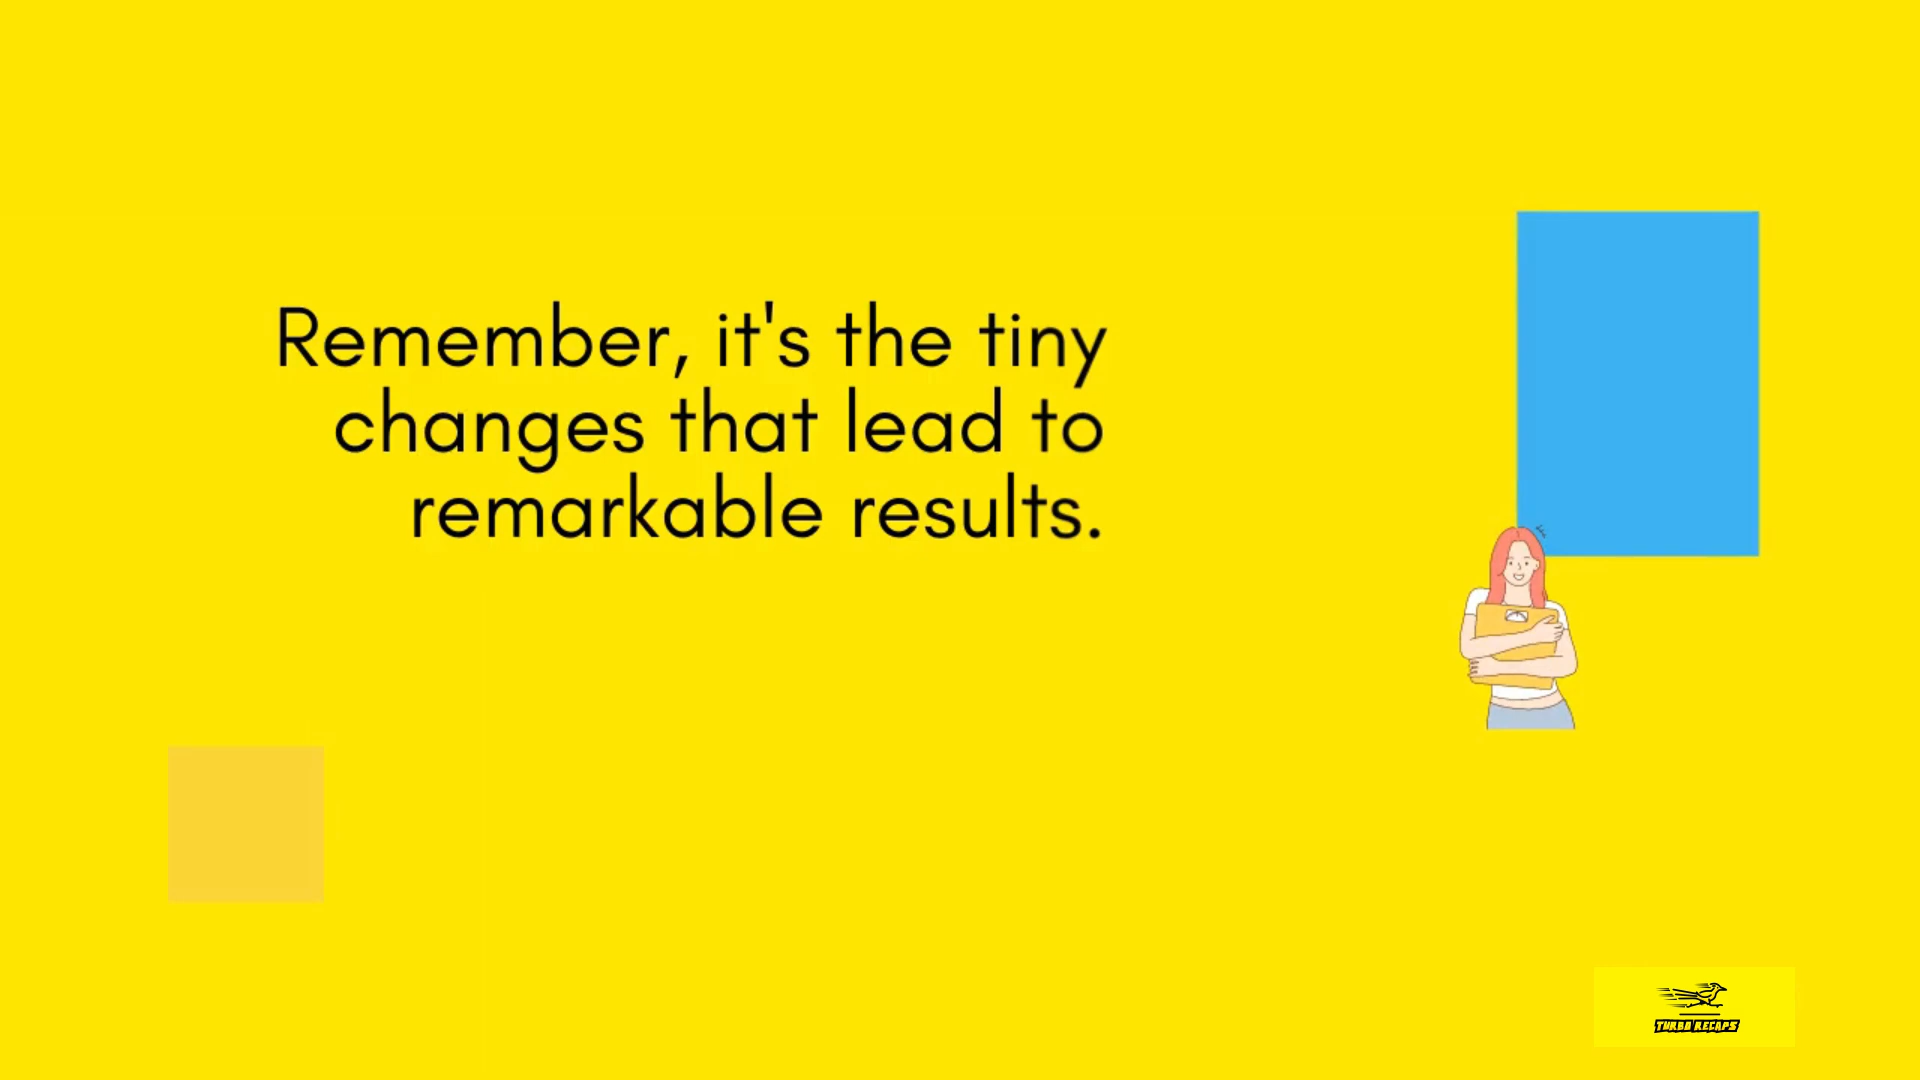 Remember, it's the tiny
changes that lead to
remarkable results.
TURBO RECAPS